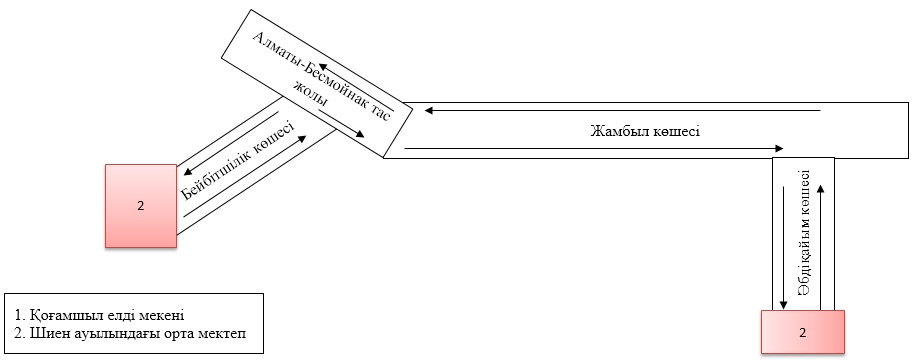 Алматы-Бесмойнак тас
жолы
Жамбыл көшесі
Бейбітшілік көшесі
2
Әбдіқайым көшесі
1. Қоғамшыл елді мекені
2. Шиен ауылындағы орта мектеп
2